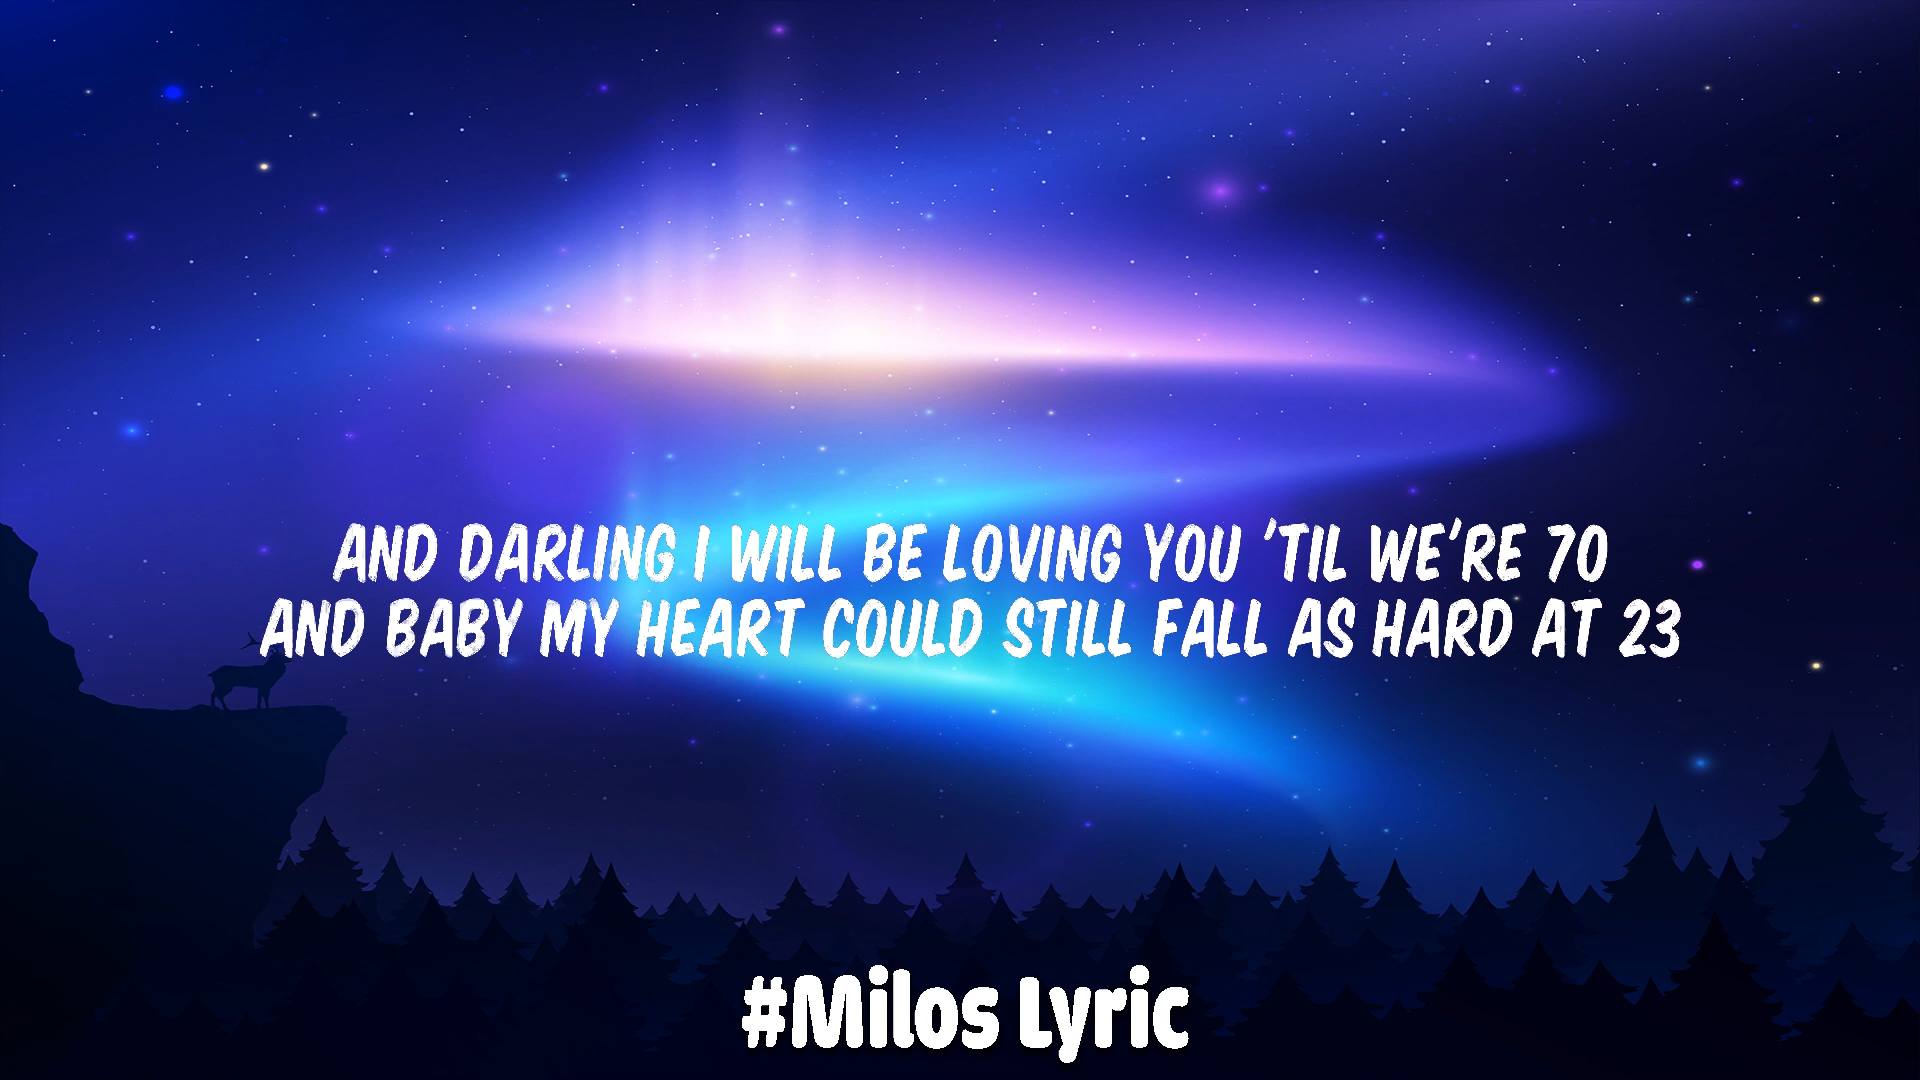 AND DARLING I WILL BE LOVING YOU 'TIL WE'RE 70
AND BABY MY HEART COULD STILL FALL AS HARD AT 23
#Milos Lyric